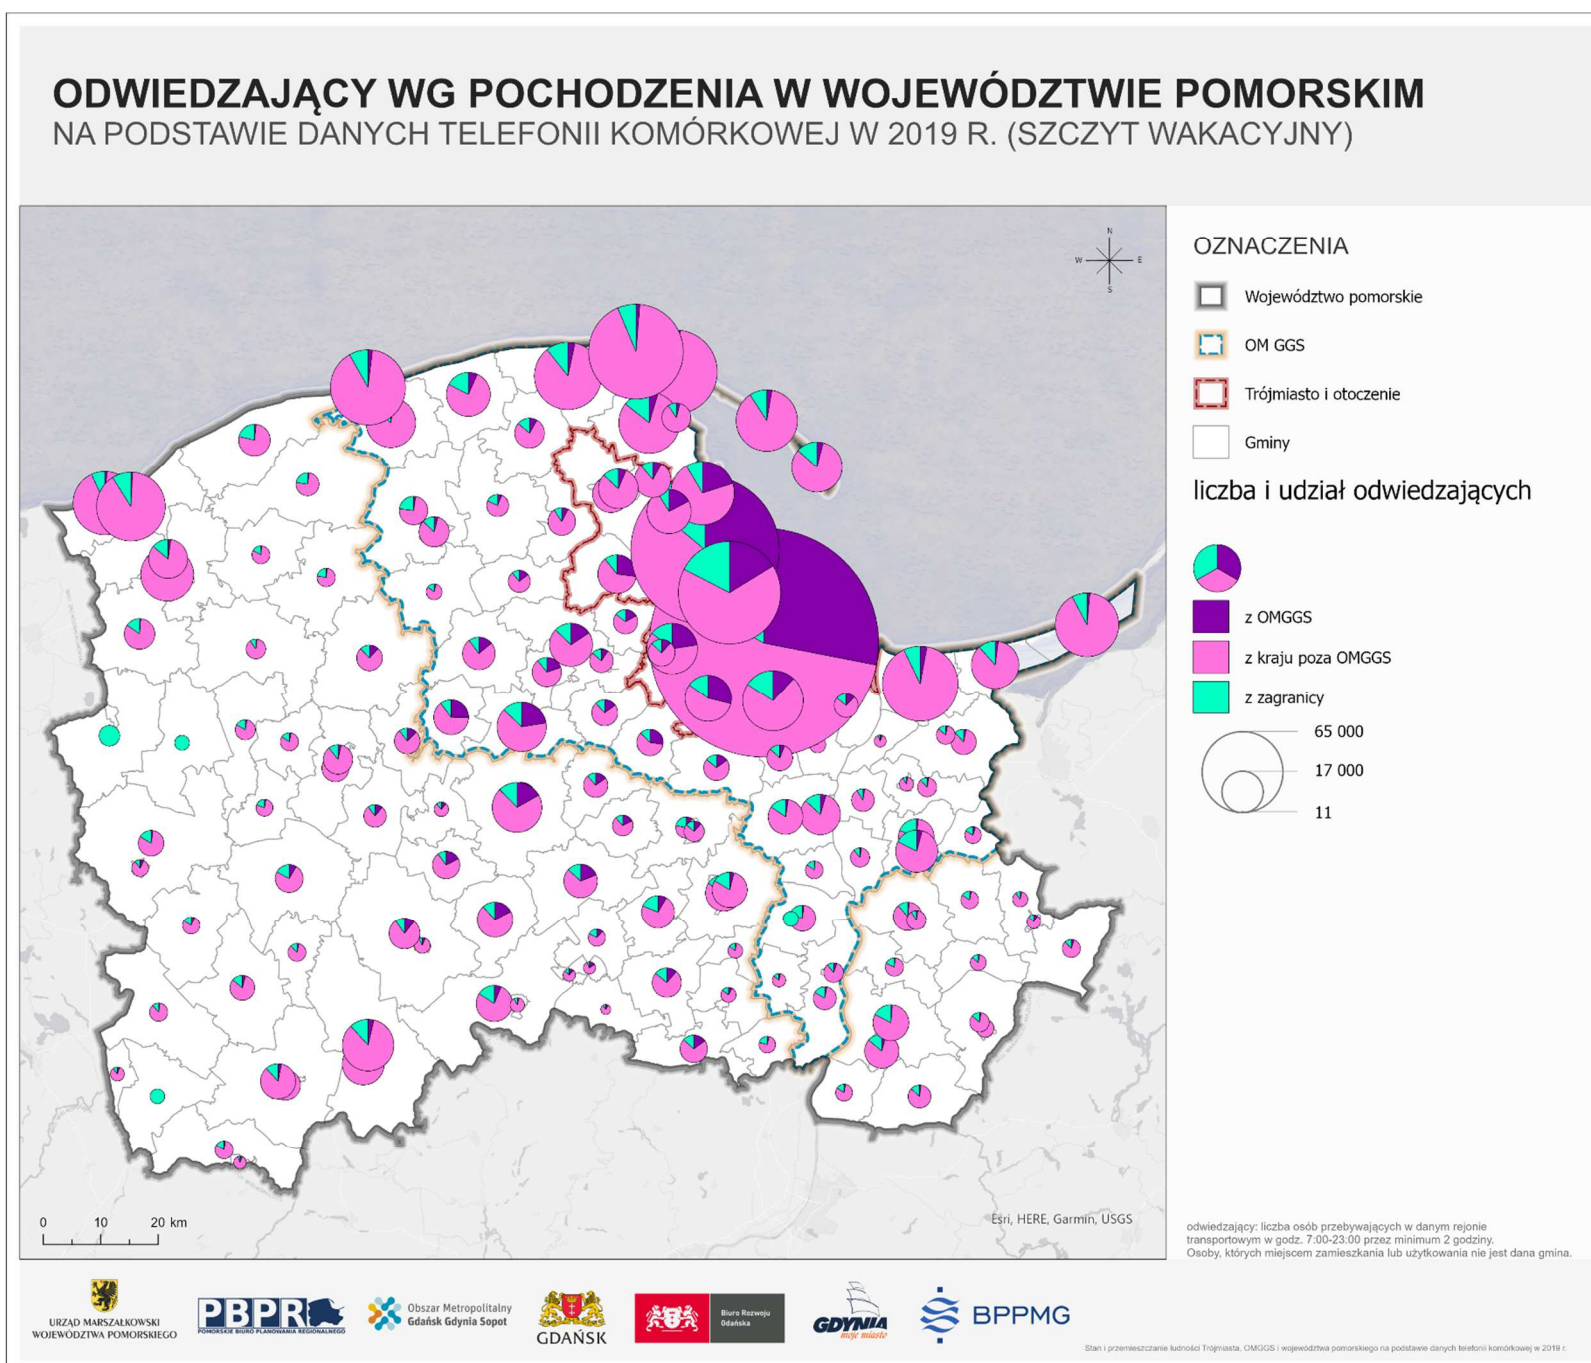 ODWIEDZAJĄCY WG POCHODZENIA W WOJEWÓDZTWIE POMORSKIM
NA PODSTAWIE DANYCH TELEFONII KOMÓRKOWEJ W 2019 R. (SZCZYT WAKACYJNY)
N
W
E
S
OZNACZENIA
Województwo pomorskie
OM GGS
Trójmiasto i otoczenie
Gminy
liczba i udział odwiedzających
z OMGGS
z kraju poza OMGGS
z zagranicy
65 000
17 000
11
0 10 20 km
Esri, HERE, Garmin, USGS
odwiedzający: liczba osób przebywających w danym rejonie
transportowym w godz. 7:00-23:00 przez minimum 2 godziny.
Osoby, których miejscem zamieszkania lub użytkowania nie jest dana gmina.
URZĄD MARSZAŁKOWSKI
WOJEWÓDZTWA POMORSKIEGO
PBPR
POMORSKIE BIURO PLANOWANIA REGIONALNEGO
Obszar Metropolitalny
Gdańsk Gdynia Sopot
GDAŃSK
Biuro Rozwoju
Gdańska
GDYNIA
moje miasto
BPPMG
Stan i przemieszczanie ludności Trójmiasta, OMGGS i województwa pomorskiego na podstawie danych telefonii komórkowej w 2019 r.